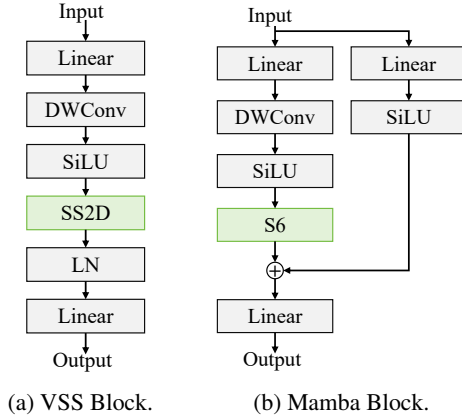 Input
Linear
DWConv
SiLU
SS2D
LN
Linear
Output
(a) VSS Block.
Input
Linear
Linear
DWConv
SiLU
SiLU
S6
Linear
Output
(b) Mamba Block.